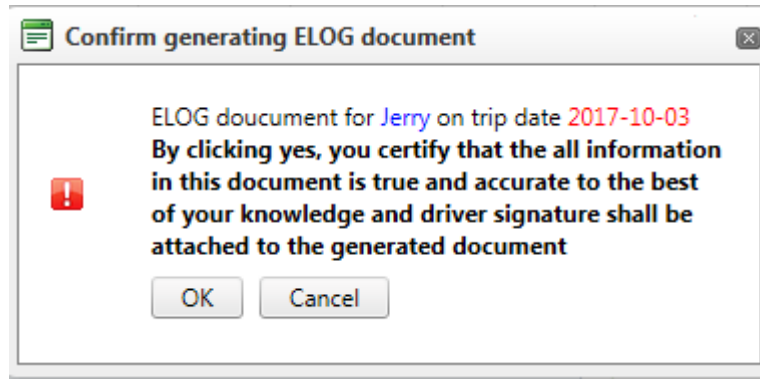 Confirm generating ELOG document
ELOG doucument for Jerry on trip date 2017-10-03
By clicking yes, you certify that the all information
in this document is true and accurate to the best
of your knowledge and driver signature shall be
attached to the generated document
OK Cancel